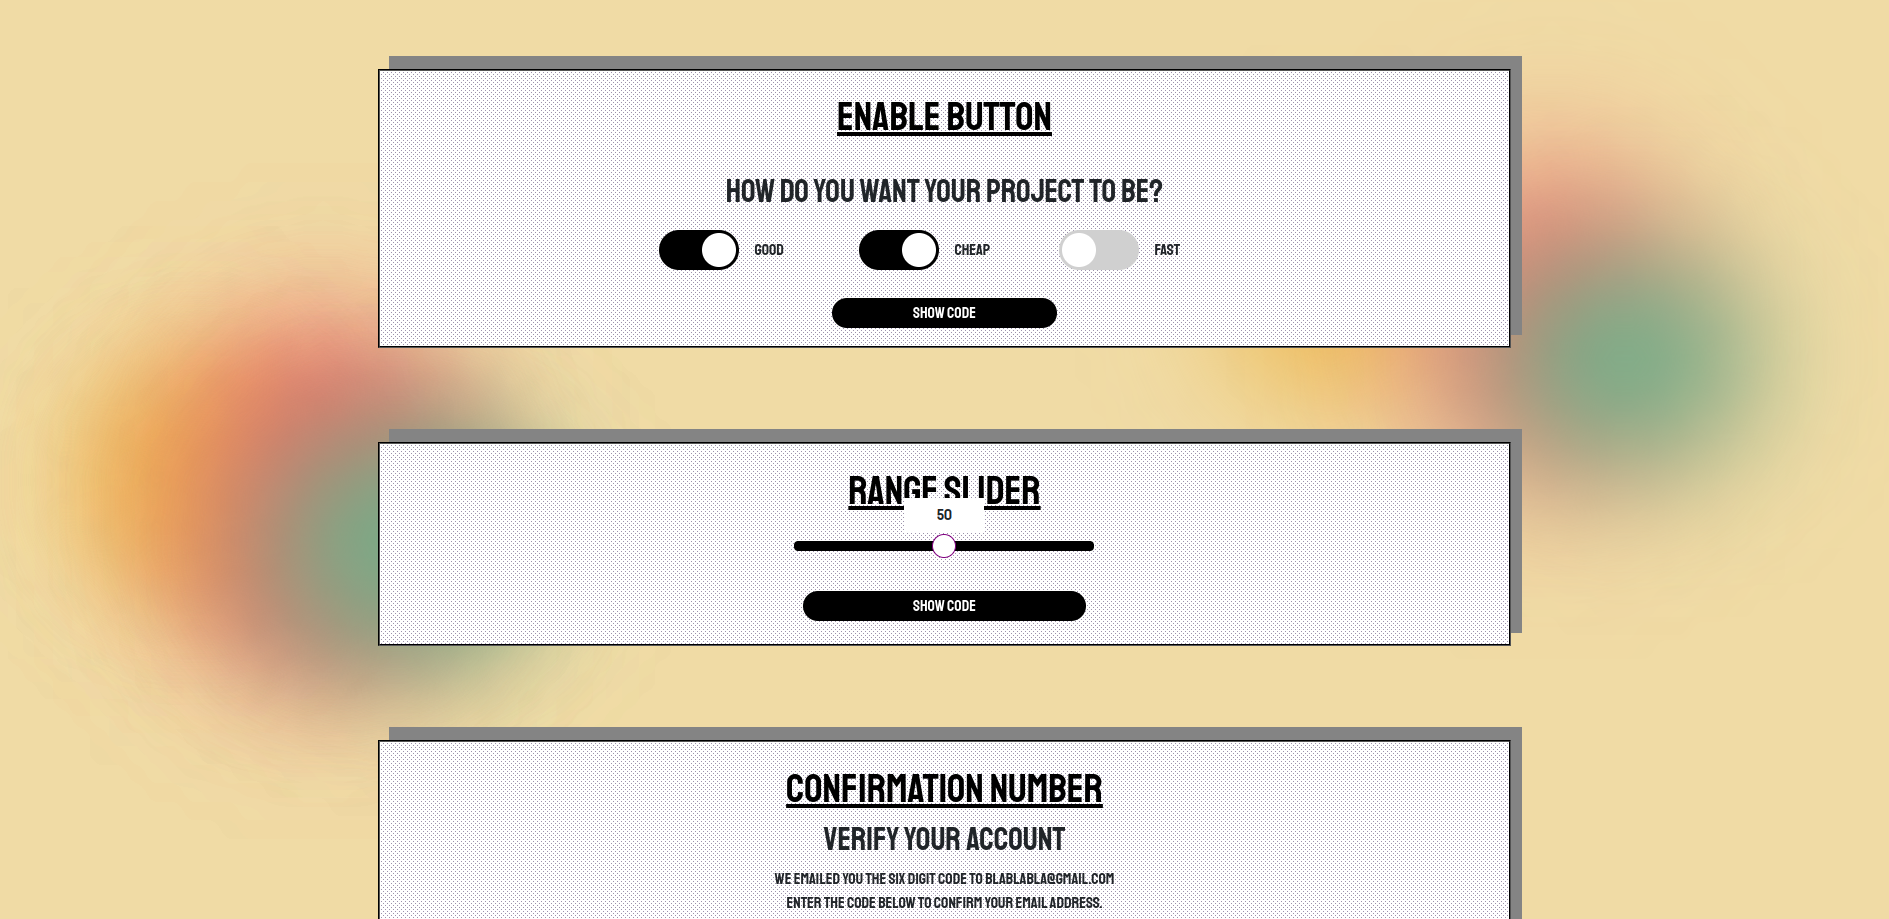 ENABLE BUTTON
HOW DO YOU WANT YOUR PROJECT TO BE?
GOOD CHEAP FAST
SHOW CODE
RANGE SLIDER
50
SHOW CODE
CONFIRMATION NUMBER
VERIFY YOUR ACCOUNT
WE EMAILED YOU THE SIX DIGIT CODE TO BLABLABLA@GMAIL.COM
ENTER THE CODE BELOW TO CONFIRM YOUR EMAIL ADDRESS.